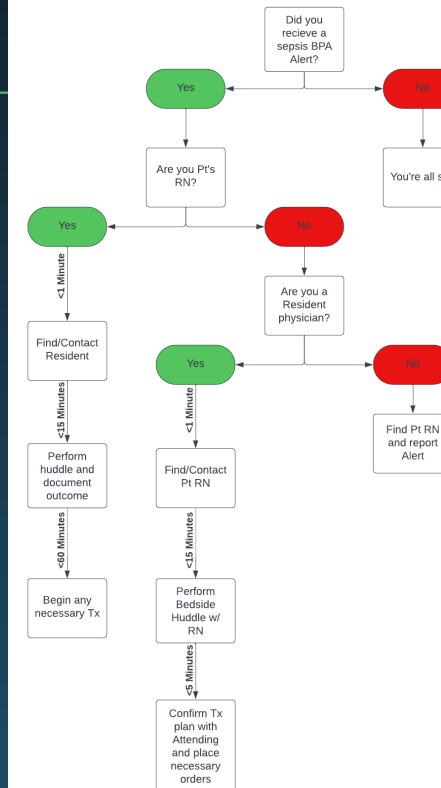 Did you
recieve a
sepsis BPA
Alert?
Yes
No
Are you Pt's
RN?
You're all
Yes
No
<1 Minute
Are you a
Resident
physician?
Find/Contact
Resident
Yes
No
<15 Minutes
<1 Minute
Find Pt RN
and report
Alert
Perform
huddle and
document
outcome
Find/Contact
Pt RN
<60 Minutes
<15 Minutes
Begin any
necessary Tx
Perform
Bedside
Huddle w/
RN
<5 Minutes
Confirm Tx
plan with
Attending
and place
necessary
orders